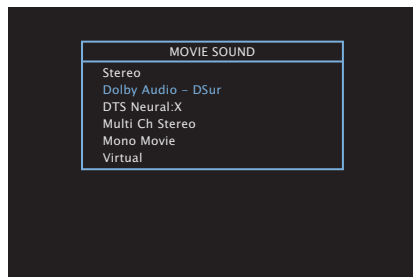 MOVIE SOUND
Stereo
Dolby Audio – DSur
DTS Neural:X
Multi Ch Stereo
Mono Movie
Virtual